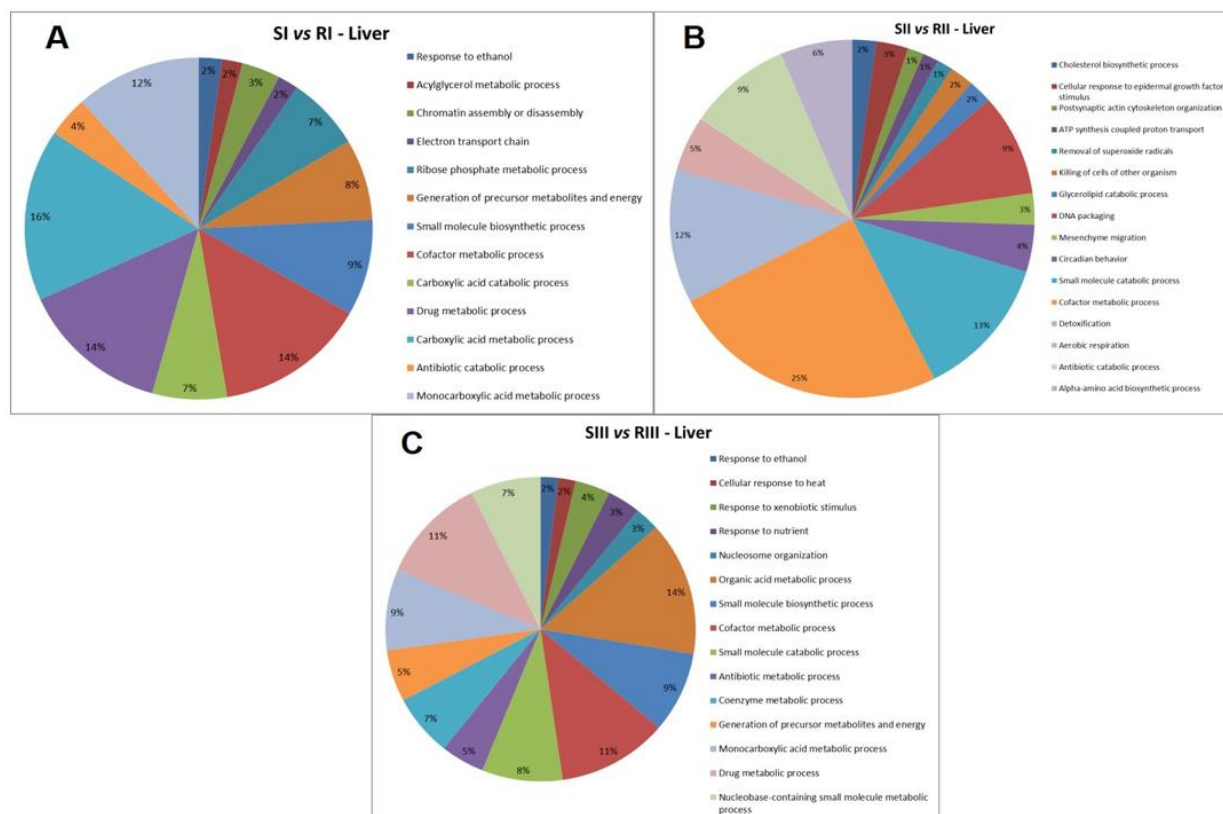 A
SI vs RI - Liver
2%
2%
3%
2%
7%
8%
9%
14%
7%
14%
16%
4%
12%
Response to ethanol
Acylglycerol metabolic process
Chromatin assembly or disassembly
Electron transport chain
Ribose phosphate metabolic process
Generation of precursor metabolites and energy
Small molecule biosynthetic process
Cofactor metabolic process
Carboxylic acid catabolic process
Drug metabolic process
Carboxylic acid metabolic process
Antibiotic catabolic process
Monocarboxylic acid metabolic process
B
SII vs RII - Liver
2%
3%
1%
1%
1%
2%
2%
9%
3%
4%
13%
25%
12%
5%
9%
6%
Cholesterol biosynthetic process
Cellular response to epidermal growth factor
stimulus
Postsynaptic actin cytoskeleton organization
ATP synthesis coupled proton transport
Removal of superoxide radicals
Killing of cells of other organism
Glycerolipid catabolic process
DNA packaging
Mesenchyme migration
Circadian behavior
Small molecule catabolic process
Cofactor metabolic process
Detoxification
Aerobic respiration
Antibiotic catabolic process
Alpha-amino acid biosynthetic process
C
SIII vs RIII - Liver
2%
2%
4%
3%
3%
14%
9%
11%
8%
5%
7%
5%
9%
11%
7%
Response to ethanol
Cellular response to heat
Response to xenobiotic stimulus
Response to nutrient
Nucleosome organization
Organic acid metabolic process
Small molecule biosynthetic process
Cofactor metabolic process
Small molecule catabolic process
Antibiotic metabolic process
Coenzyme metabolic process
Generation of precursor metabolites and energy
Monocarboxylic acid metabolic process
Drug metabolic process
Nucleobase-containing small molecule metabolic
process